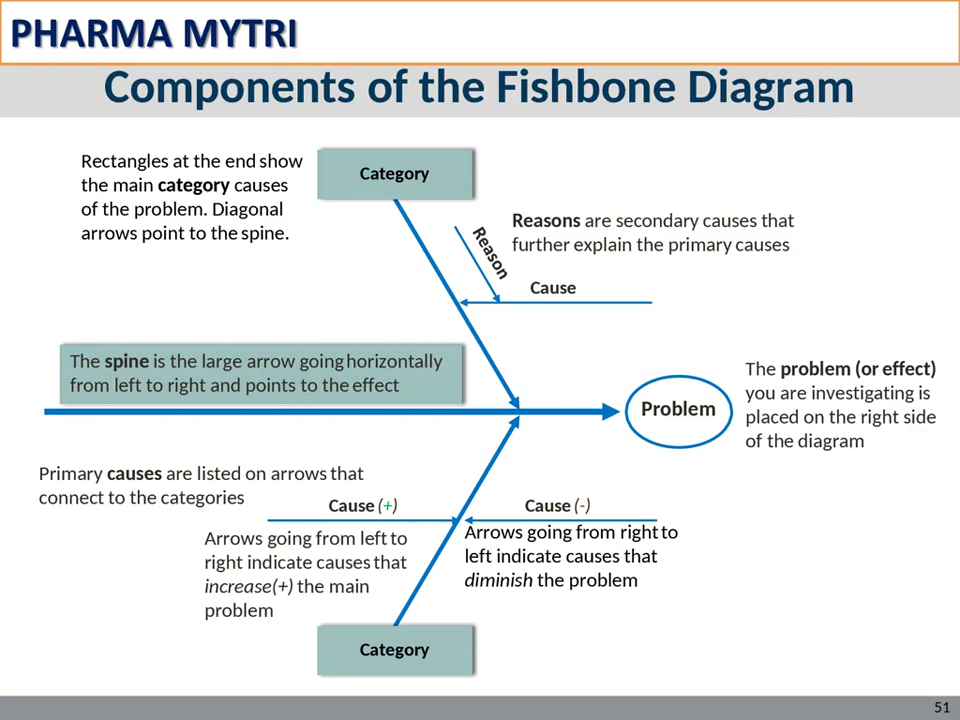 PHARMA MYTRI
Components of the Fishbone Diagram
Rectangles at the end show
the main category causes
of the problem. Diagonal
arrows point to the spine.
Category
Reasons are secondary causes that
further explain the primary causes
Reason
Cause
The spine is the large arrow going horizontally
from left to right and points to the effect
Problem
The problem (or effect)
you are investigating is
placed on the right side
of the diagram
Primary causes are listed on arrows that
connect to the categories
Cause (+)
Arrows going from left to
right indicate causes that
increase(+) the main
problem
Cause (-)
Arrows going from right to
left indicate causes that
diminish the problem
Category
51